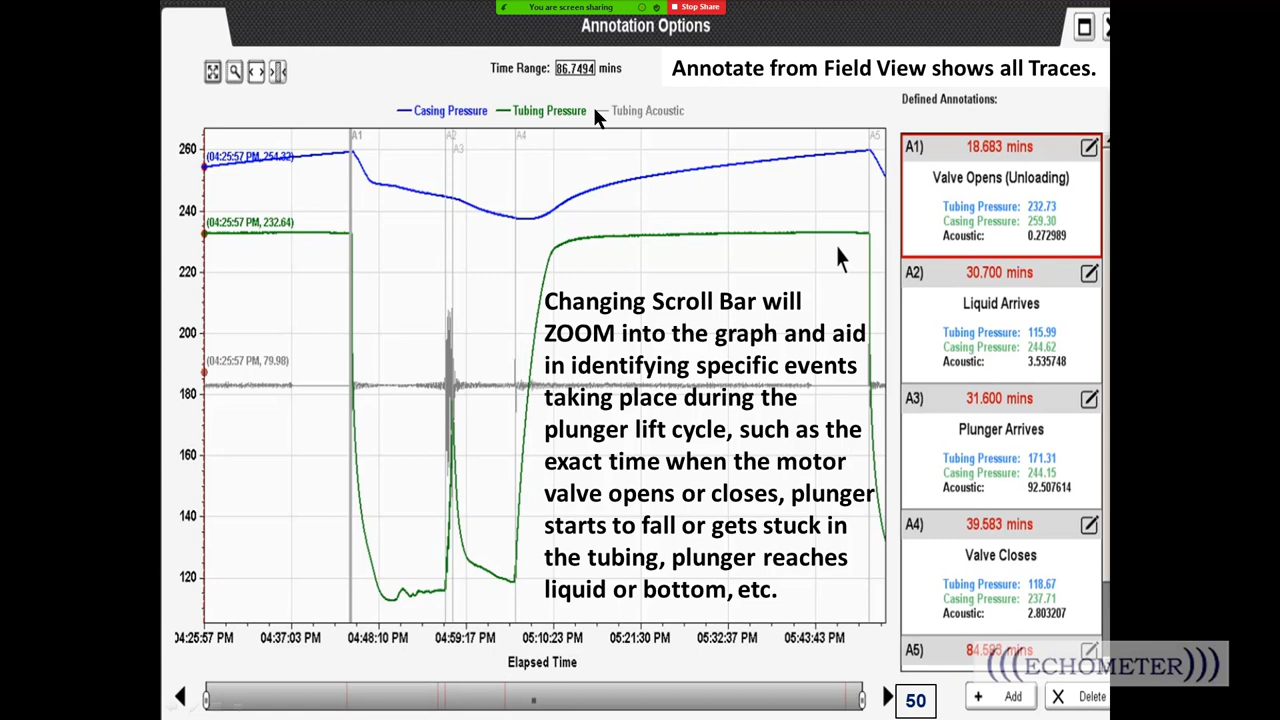 You are screen sharing
Stop Share
Annotation Options
Time Range: 86.7494 mins
Annotate from Field View shows all Traces.
Casing Pressure
Tubing Pressure
Tubing Acoustic
Defined Annotations:
A1
A2
A3
A4
A5
260
240
220
200
180
160
140
120
(04:25:57 PM, 254.32)
(04:25:57 PM, 232.64)
(04:25:57 PM, 79.98)
Changing Scroll Bar will
ZOOM into the graph and aid
in identifying specific events
taking place during the
plunger lift cycle, such as the
exact time when the motor
valve opens or closes, plunger
starts to fall or gets stuck in
the tubing, plunger reaches
liquid or bottom, etc.
04:25:57 PM
04:37:03 PM
04:48:10 PM
04:59:17 PM
05:10:23 PM
05:21:30 PM
05:32:37 PM
05:43:43 PM
Elapsed Time
A1) 18.683 mins
Valve Opens (Unloading)
Tubing Pressure: 232.73
Casing Pressure: 259.30
Acoustic: 0.272989
A2) 30.700 mins
Liquid Arrives
Tubing Pressure: 115.99
Casing Pressure: 244.62
Acoustic: 3.535748
A3) 31.600 mins
Plunger Arrives
Tubing Pressure: 171.31
Casing Pressure: 244.15
Acoustic: 92.507614
A4) 39.583 mins
Valve Closes
Tubing Pressure: 118.67
Casing Pressure: 237.71
Acoustic: 2.803207
A5) 84.593 mins
(((ECHOMETER)))
50
+ Add
X Delete